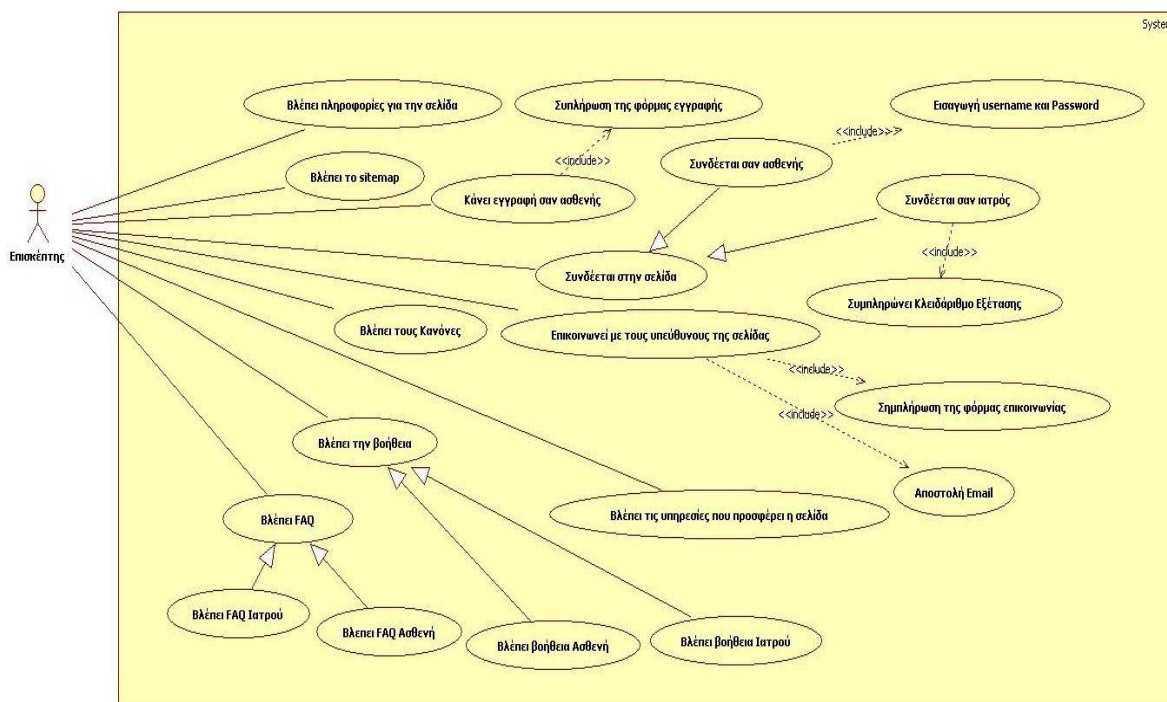 System
Βλέπει πληροφορίες για την σελίδα
Συπλήρωση της φόρμας εγγραφής
Εισαγωγή username και Password
<<include>>
<<include>>
Συνδέεται σαν ασθενής
Βλέπει το sitemap
Κάνει εγγραφή σαν ασθενής
Συνδέεται σαν ιατρός
Επισκέπτης
<<include>>
Συνδέεται στην σελίδα
Συμπληρώνει Κλειδάριθμο Εξέτασης
Βλέπει τους Κανόνες
Επικοινωνεί με τους υπεύθυνους της σελίδας
<<include>>
Σημπλήρωση της φόρμας επικοινωνίας
<<include>>
Βλέπει την βοήθεια
Αποστολή Email
Βλέπει FAQ
Βλέπει τις υπηρεσίες που προσφέρει η σελίδα
Βλέπει FAQ Ιατρού
Βλεπει FAQ Ασθενή
Βλέπει βοήθεια Ασθενή
Βλέπει βοήθεια Ιατρού